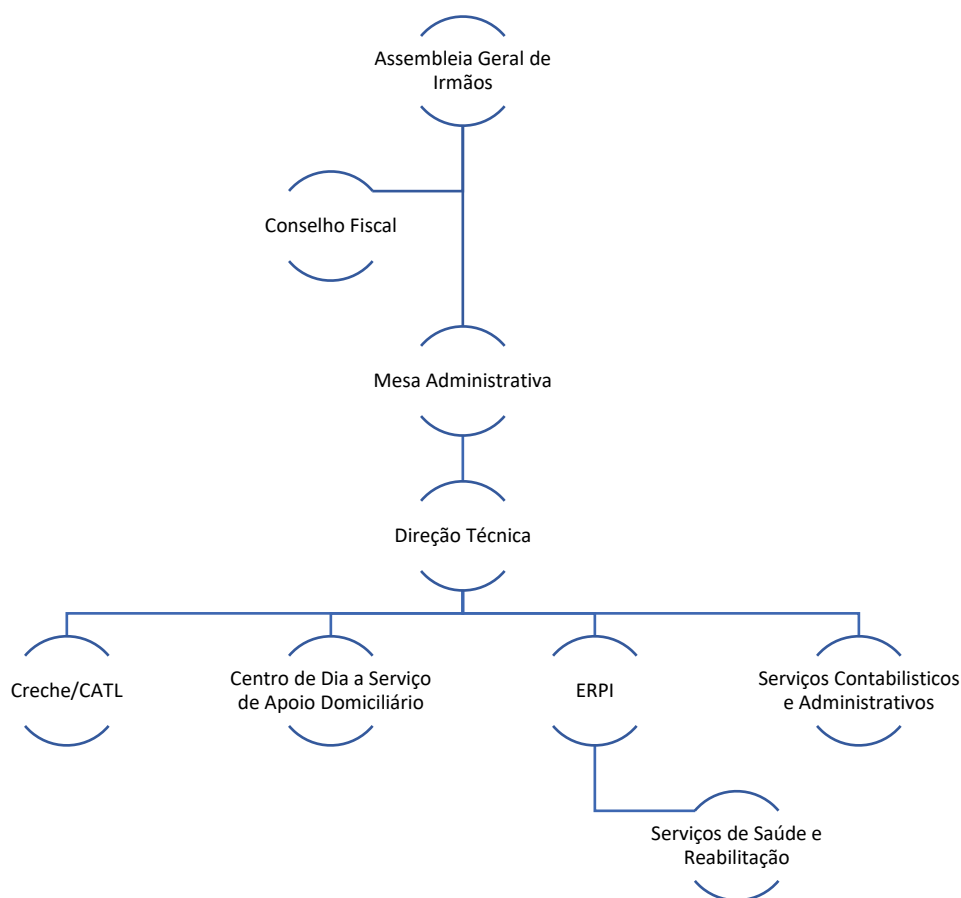 Assembleia Geral de
Irmãos
Conselho Fiscal
Mesa Administrativa
Direção Técnica
Creche/CATL
Centro de Dia a Serviço
de Apoio Domiciliário
ERPI
Serviços Contabilisticos
e Administrativos
Serviços de Saúde e
Reabilitação